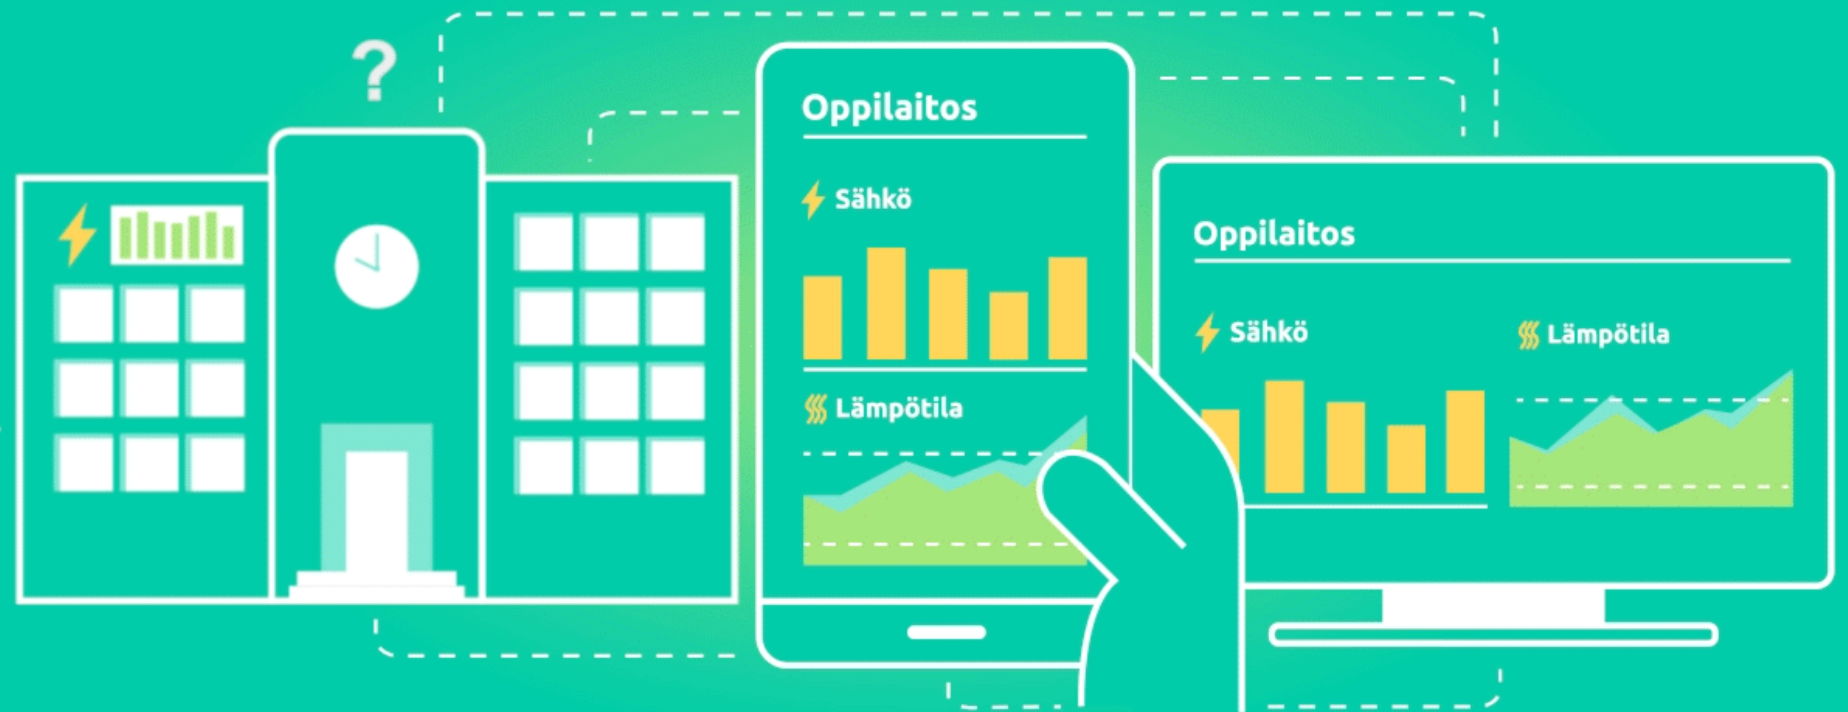 ?
Oppilaitos
Sähkö
Lämpötila
Oppilaitos
Sähkö
Lämpötila